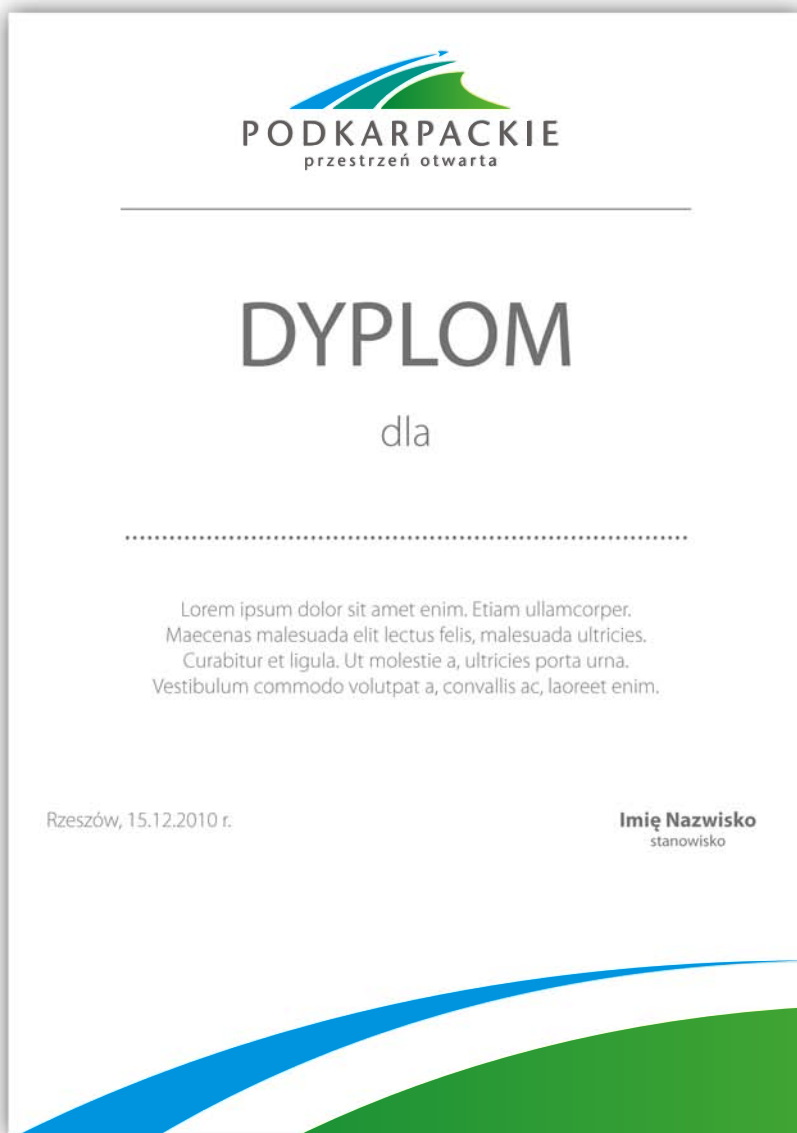 PODKARPACKIE
przestrzeń otwarta
DYPLOM
dla
Lorem ipsum dolor sit amet enim. Etiam ullamcorper.
Maecenas malesuada elit lectus felis, malesuada ultricies.
Curabitur et ligula. Ut molestie a, ultricies porta urna.
Vestibulum commodo volutpat a, convallis ac, laoreet enim.
Rzeszów, 15.12.2010 r.
Imię Nazwisko
stanowisko